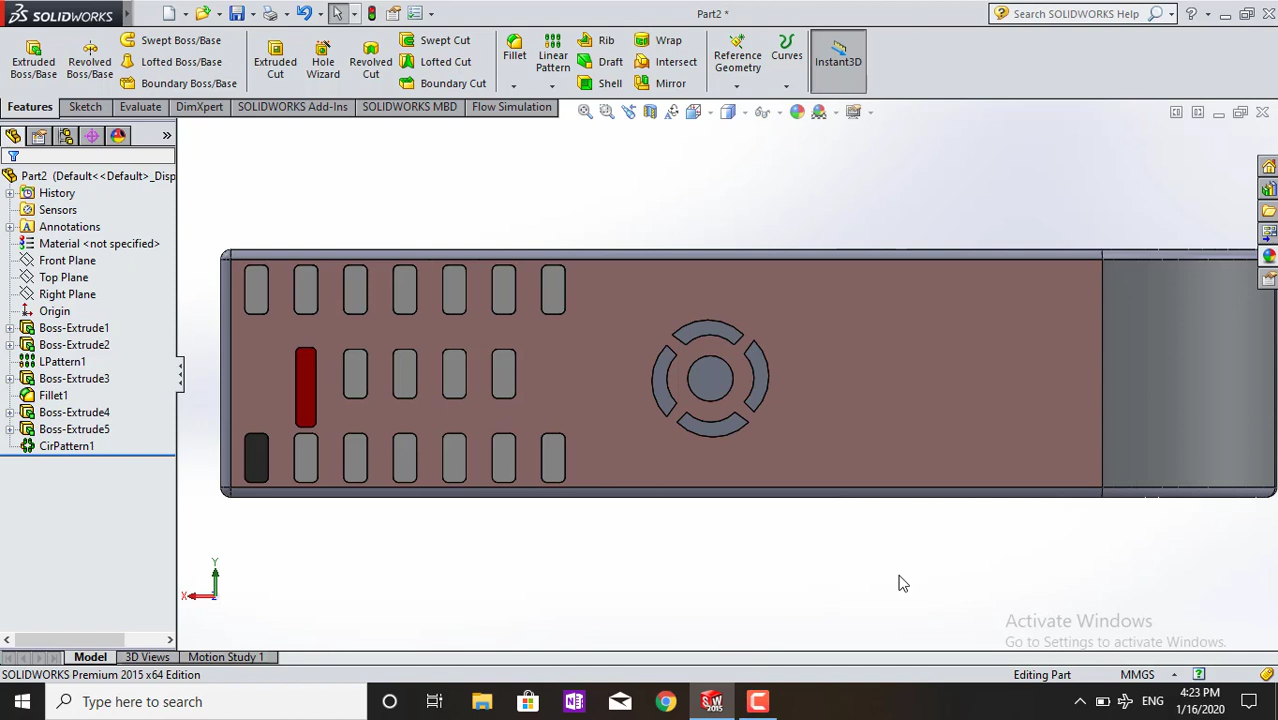 SOLIDWORKS
Part2 *
Search SOLIDWORKS Help
Extruded Boss/Base
Revolved Boss/Base
Swept Boss/Base
Lofted Boss/Base
Boundary Boss/Base
Extruded Cut
Hole Wizard
Revolved Cut
Swept Cut
Lofted Cut
Boundary Cut
Fillet
Linear Pattern
Rib
Draft
Shell
Wrap
Intersect
Mirror
Reference Geometry
Curves
Instant3D
Features Sketch Evaluate DimXpert SOLIDWORKS Add-Ins SOLIDWORKS MBD Flow Simulation
Part2 (Default<<Default>_Disp
History
Sensors
Annotations
Material <not specified>
Front Plane
Top Plane
Right Plane
Origin
Boss-Extrude1
Boss-Extrude2
LPattern1
Boss-Extrude3
Fillet1
Boss-Extrude4
Boss-Extrude5
CirPattern1
Y
X
Activate Windows
Go to Settings to activate Windows.
Model 3D Views Motion Study 1
SOLIDWORKS Premium 2015 x64 Edition
Editing Part
MMGS
Type here to search
SW
2015
ENG
4:23 PM
1/16/2020